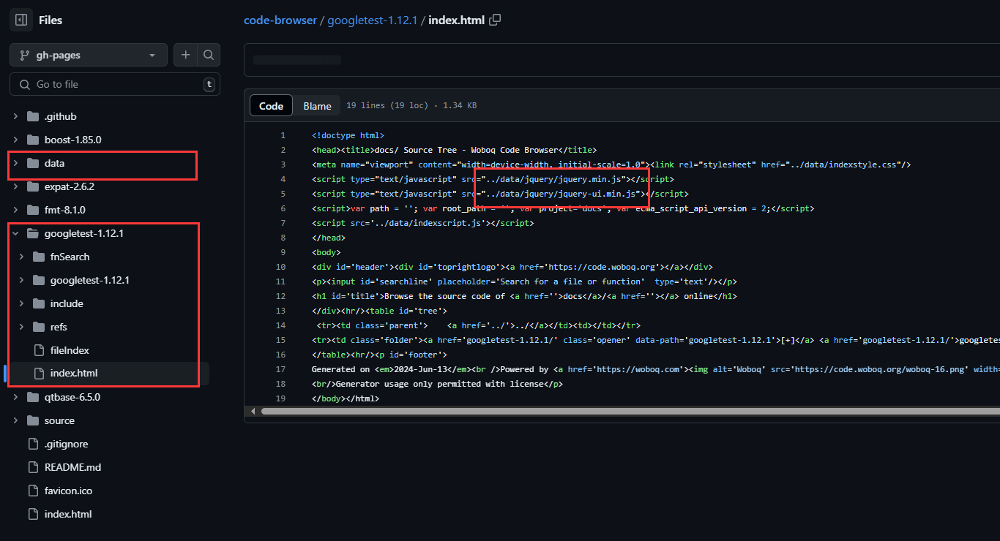 Files
code-browser / googletest-1.12.1 / index.html
gh-pages
Go to file
t
.github
boost-1.85.0
data
expat-2.6.2
fmt-8.1.0
googletest-1.12.1
fnSearch
googletest-1.12.1
include
refs
fileIndex
index.html
qtbase-6.5.0
source
.gitignore
README.md
favicon.ico
index.html
Code Blame 19 lines (19 loc) · 1.34 KB
1 <!doctype html>
2 <head><title>docs/ Source Tree - Woboq Code Browser</title>
3 <meta name="viewport" content="width=device-width, initial-scale=1.0"><link rel="stylesheet" href="../data/indexstyle.css"/>
4 <script type="text/javascript" src="../data/jquery/jquery.min.js"></script>
5 <script type="text/javascript" src="../data/jquery/jquery-ui.min.js"></script>
6 <script>var path = ''; var root_path = ''; var project='docs'; var ecma_script_api_version = 2;</script>
7 <script src='../data/indexscript.js'></script>
8 </head>
9 <body>
10 <div id='header'><div id='toprightlogo'><a href='https://code.woboq.org'></a></div>
11 <p><input id='searchline' placeholder='Search for a file or function'  type='text'/></p>
12 <h1 id='title'>Browse the source code of <a href=''>docs</a>/<a href=''></a> online</h1>
13 </div><hr/><table id='tree'>
14  <tr><td class='parent'>    <a href='../'>../</a></td><td></td></tr>
15 <tr><td class='folder'><a href='googletest-1.12.1/' class='opener' data-path='googletest-1.12.1'>[+]</a> <a href='googletest-1.12.1/'>googletes
16 </table><hr/><p id='footer'>
17 Generated on <em>2024-Jun-13</em><br />Powered by <a href='https://woboq.com'><img alt='Woboq' src='https://code.woboq.org/woboq-16.png' width=
18 <br/>Generator usage only permitted with license</p>
19 </body></html>